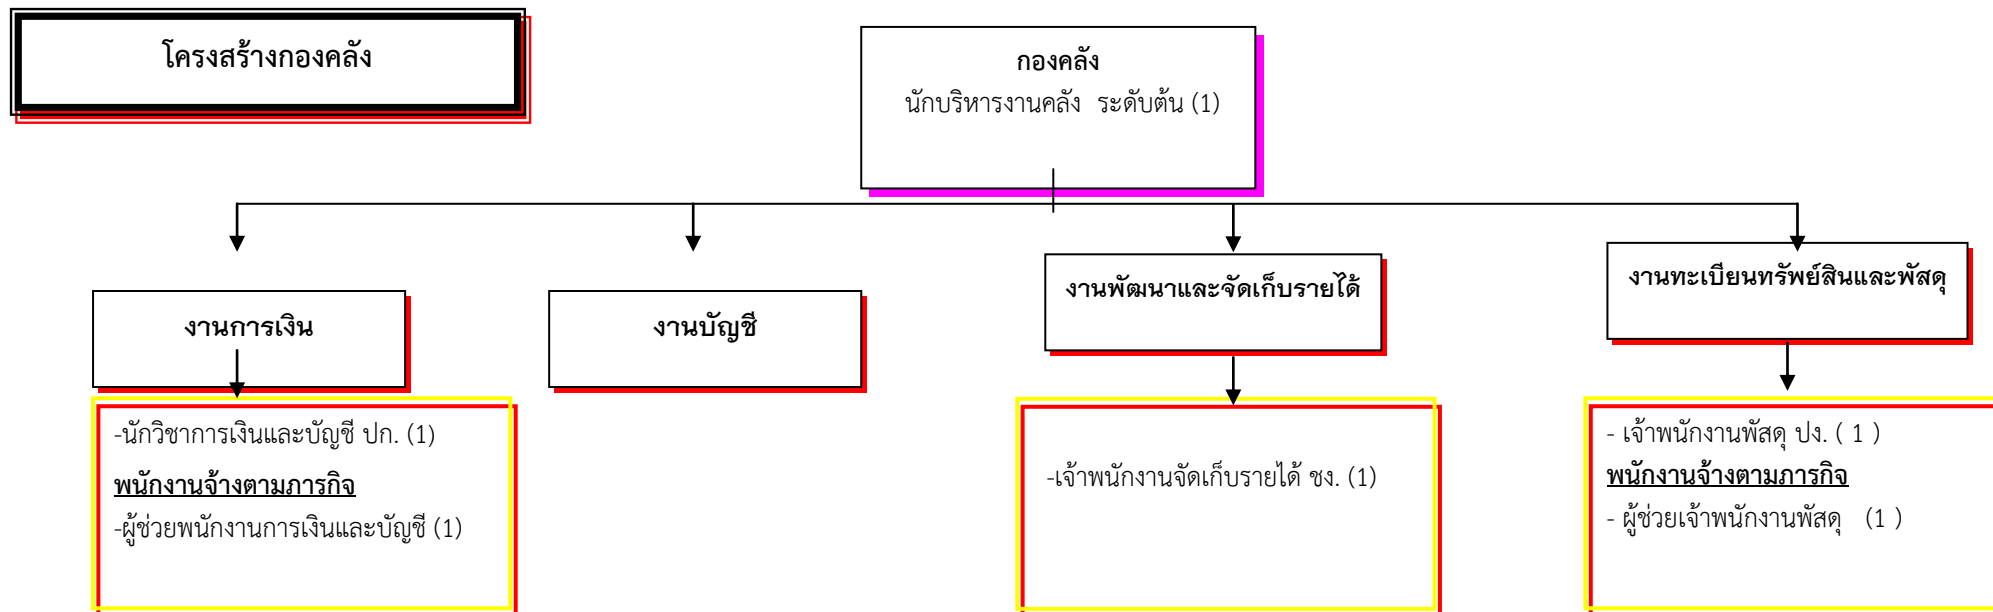 โครงสร้างกองคลัง
กองคลัง
นักบริหารงานคลัง ระดับต้น (1)
งานการเงิน
งานบัญชี
งานพัฒนาและจัดเก็บรายได้
งานทะเบียนทรัพย์สินและพัสดุ
-นักวิชาการเงินและบัญชี ปก. (1)
พนักงานจ้างตามภารกิจ
-ผู้ช่วยพนักงานการเงินและบัญชี (1)
-เจ้าพนักงานจัดเก็บรายได้ ชง. (1)
- เจ้าพนักงานพัสดุ ปง. ( 1 )
พนักงานจ้างตามภารกิจ
- ผู้ช่วยเจ้าพนักงานพัสดุ (1 )